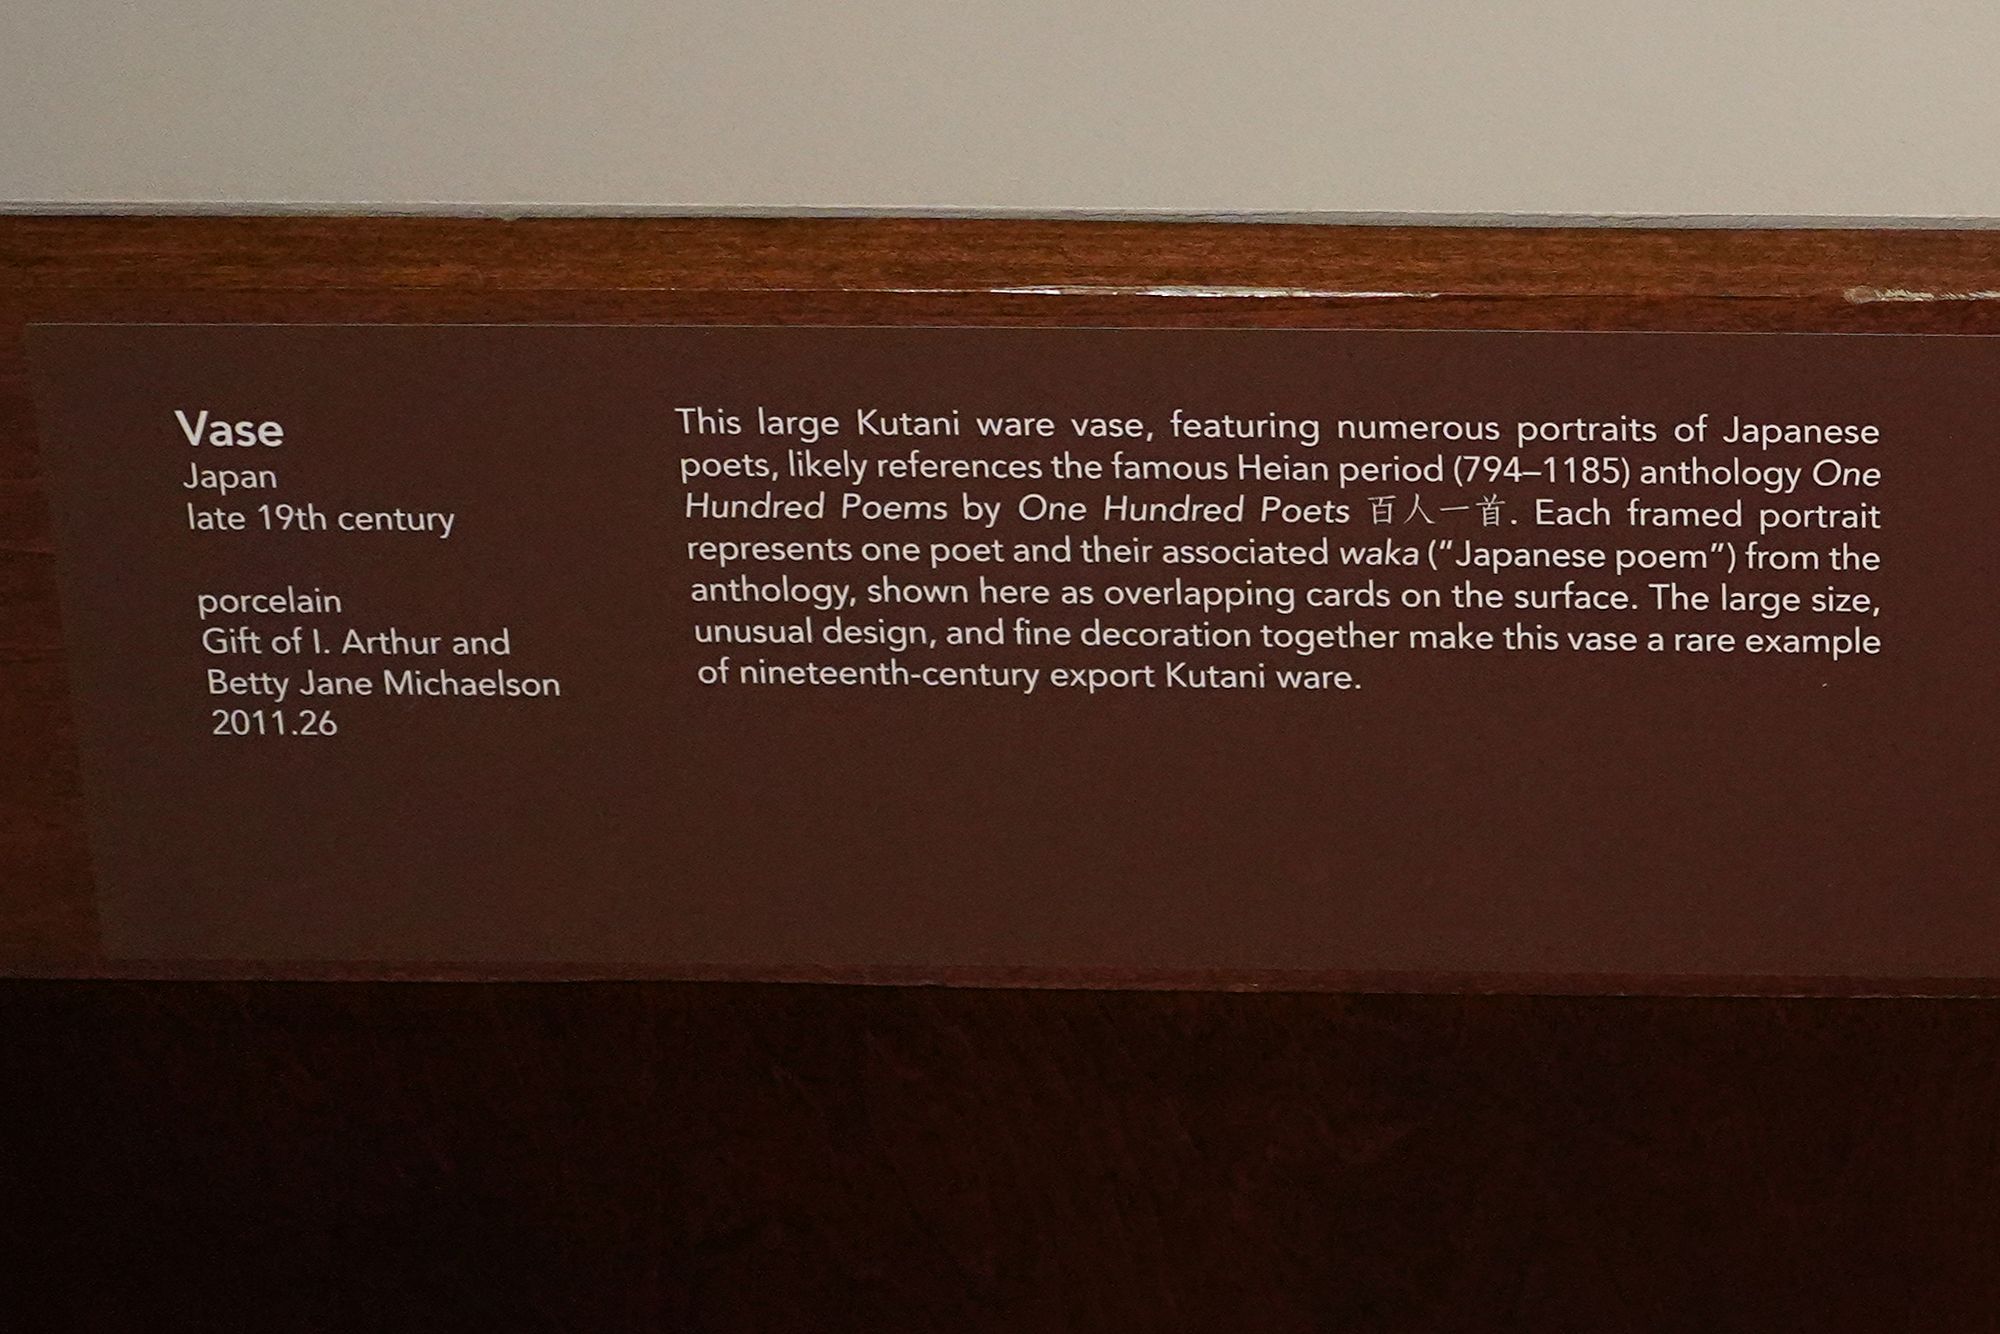 Vase
Japan
late 19th century
porcelain
Gift of I. Arthur and
Betty Jane Michaelson
2011.26
This large Kutani ware vase, featuring numerous portraits of Japanese
poets, likely references the famous Heian period (794–1185) anthology One
Hundred Poems by One Hundred Poets 百人一首. Each framed portrait
represents one poet and their associated waka (“Japanese poem”) from the
anthology, shown here as overlapping cards on the surface. The large size,
unusual design, and fine decoration together make this vase a rare example
of nineteenth-century export Kutani ware.